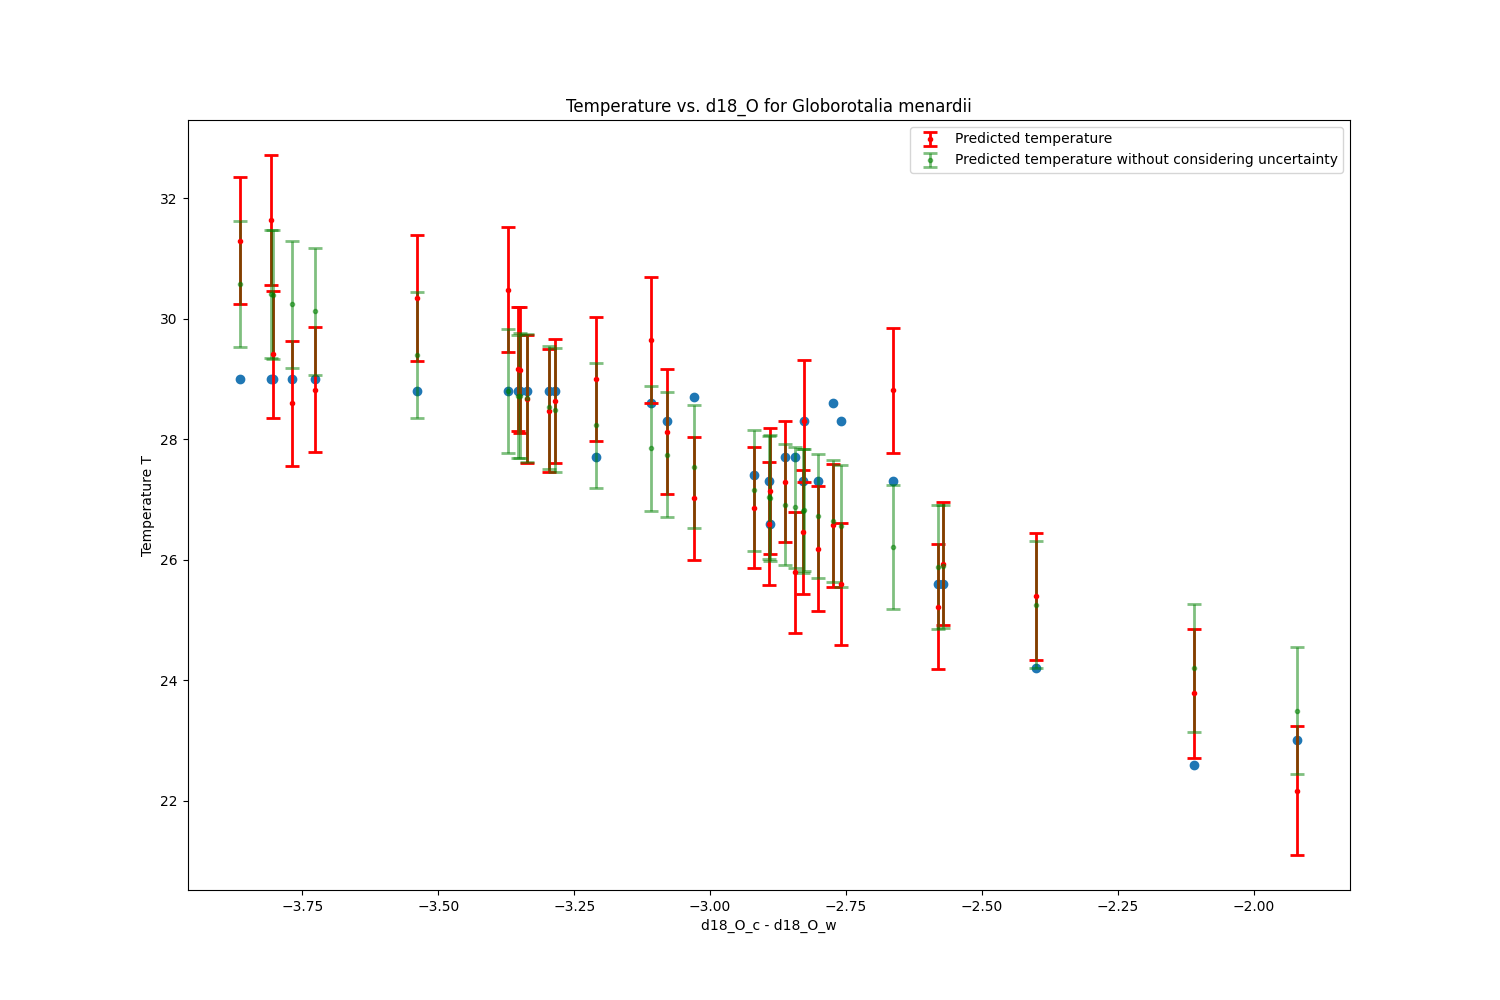 Temperature vs. d18_O for Globorotalia menardii
Predicted temperature
Predicted temperature without considering uncertainty
32
30
28
26
24
22
Temperature T
−3.75 −3.50 −3.25 −3.00 −2.75 −2.50 −2.25 −2.00
d18_O_c - d18_O_w